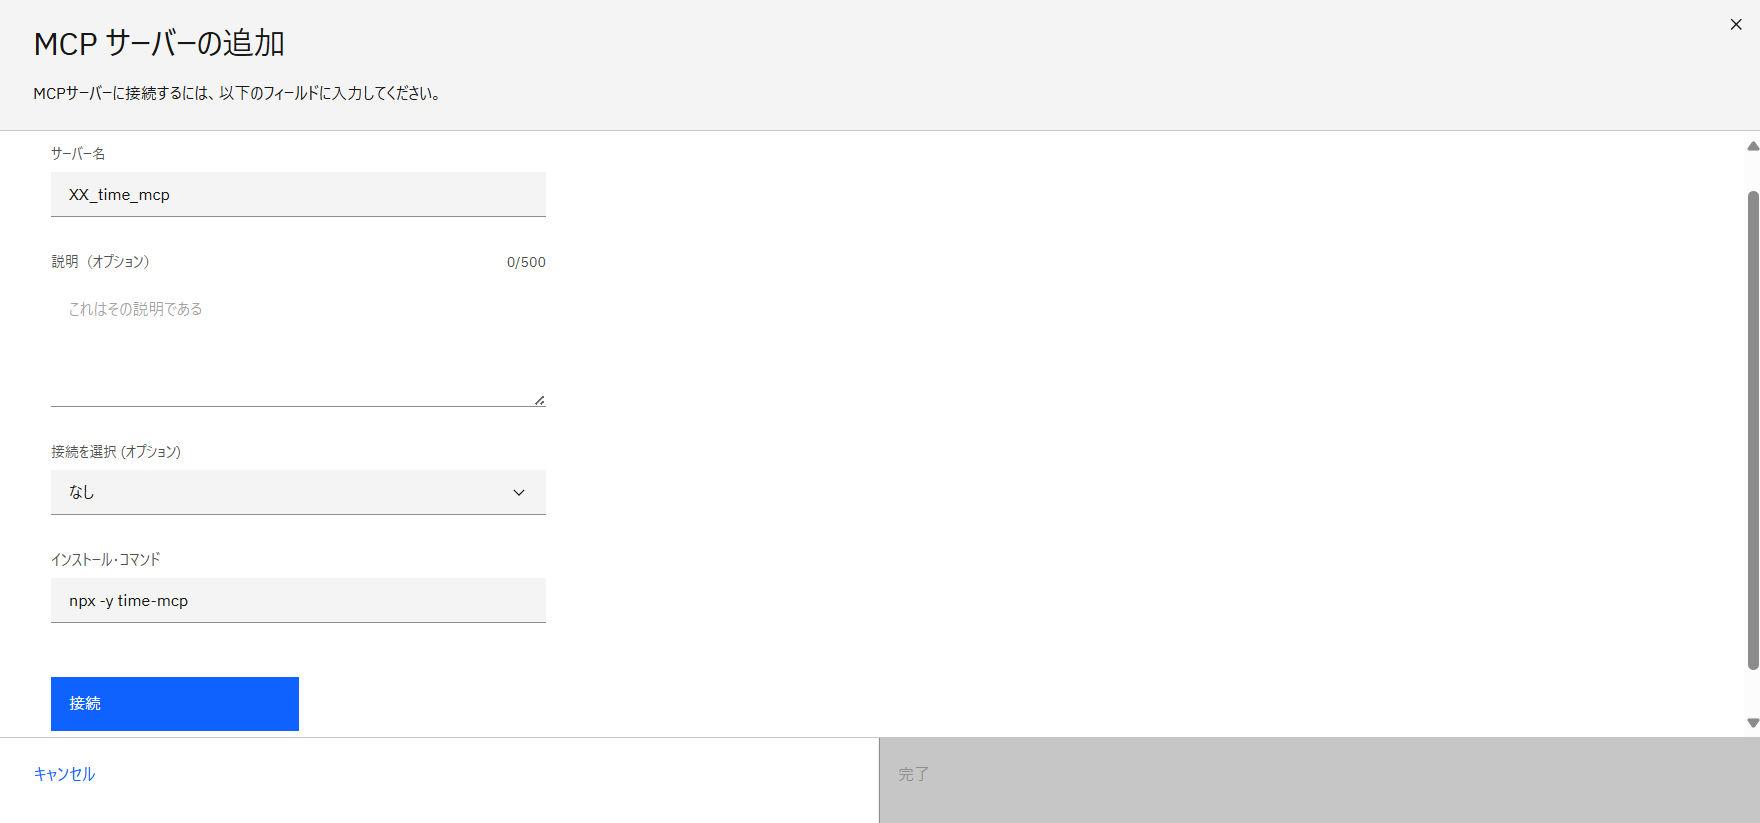 MCP サーバーの追加
MCPサーバーに接続するには、以下のフィールドに入力してください。
サーバー名
XX_time_mcp
説明（オプション） 0/500
これはその説明である
接続を選択 (オプション)
なし
インストール・コマンド
npx -y time-mcp
接続
キャンセル 完了